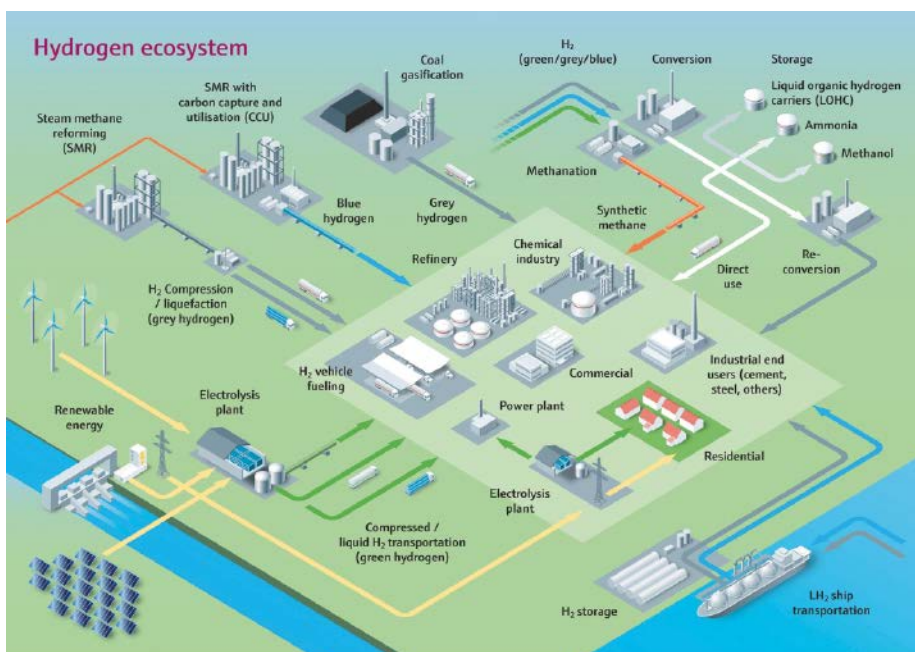 Hydrogen ecosystem
Coal
gasification
H₂
(green/grey/blue)
Conversion
Storage
Liquid organic hydrogen
carriers (LOHC)
Ammonia
Methanol
SMR with
carbon capture and
utilisation (CCU)
Steam methane
reforming
(SMR)
Methanation
Blue
hydrogen
Grey
hydrogen
Synthetic
methane
Refinery
Chemical
industry
Direct
use
Re-
conversion
H₂ Compression
/ liquefaction
(grey hydrogen)
H₂ vehicle
fueling
Commercial
Industrial end
users (cement,
steel, others)
Electrolysis
plant
Power plant
Renewable
energy
Residential
Electrolysis
plant
Compressed /
liquid H₂ transportation
(green hydrogen)
H₂ storage
LH₂ ship
transportation